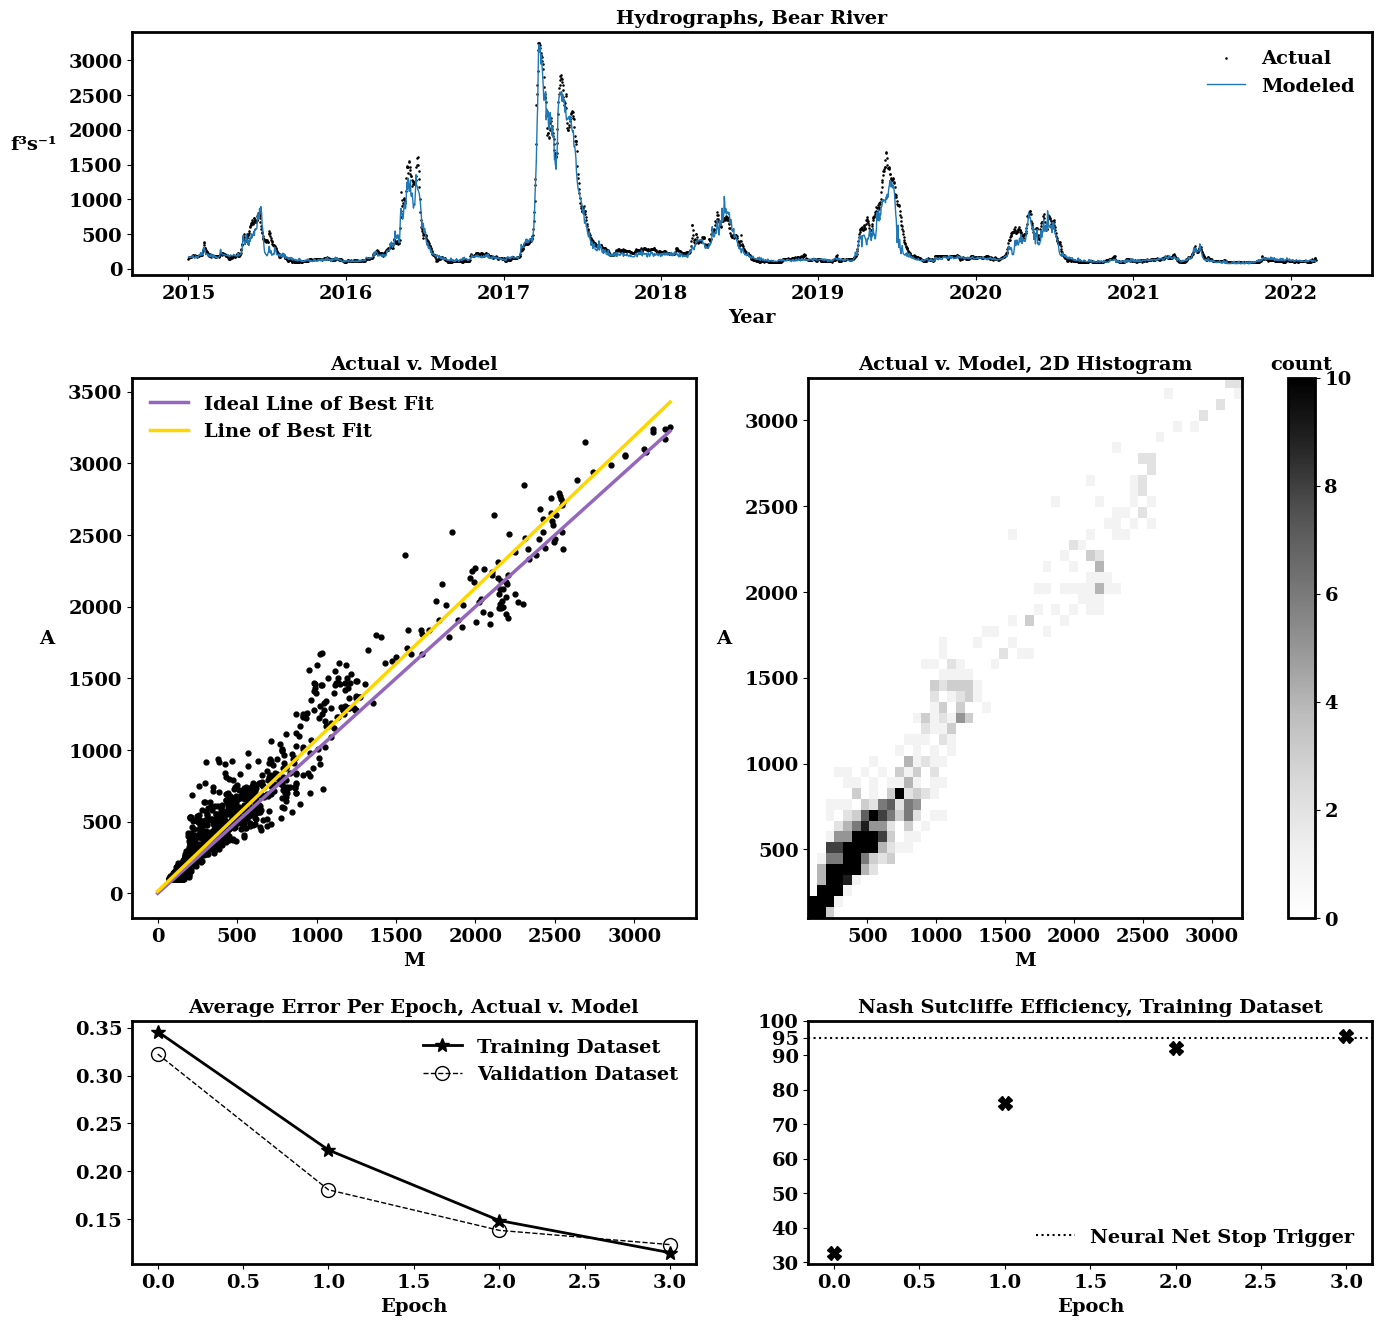 Hydrographs, Bear River
3000
2500
2000
1500
1000
500
0
f³s⁻¹
Actual
Modeled
2015 2016 2017 2018 2019 2020 2021 2022
Year
Actual v. Model
3500
3000
2500
2000
1500
1000
500
0
A
Ideal Line of Best Fit
Line of Best Fit
0 500 1000 1500 2000 2500 3000
M
Actual v. Model, 2D Histogram
3000
2500
2000
1500
1000
500
A
500 1000 1500 2000 2500 3000
M
count
10
8
6
4
2
0
Average Error Per Epoch, Actual v. Model
0.35
0.30
0.25
0.20
0.15
Training Dataset
Validation Dataset
0.0 0.5 1.0 1.5 2.0 2.5 3.0
Epoch
Nash Sutcliffe Efficiency, Training Dataset
100
95
90
80
70
60
50
40
30
Neural Net Stop Trigger
0.0 0.5 1.0 1.5 2.0 2.5 3.0
Epoch